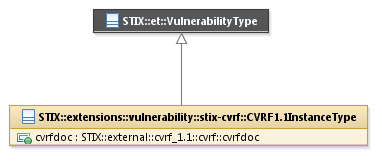 STIX::et::VulnerabilityType
STIX::extensions::vulnerability::stix-cvrf::CVRF1.1InstanceType
cvrfdoc : STIX::external::cvrf_1.1::cvrf::cvrfdoc